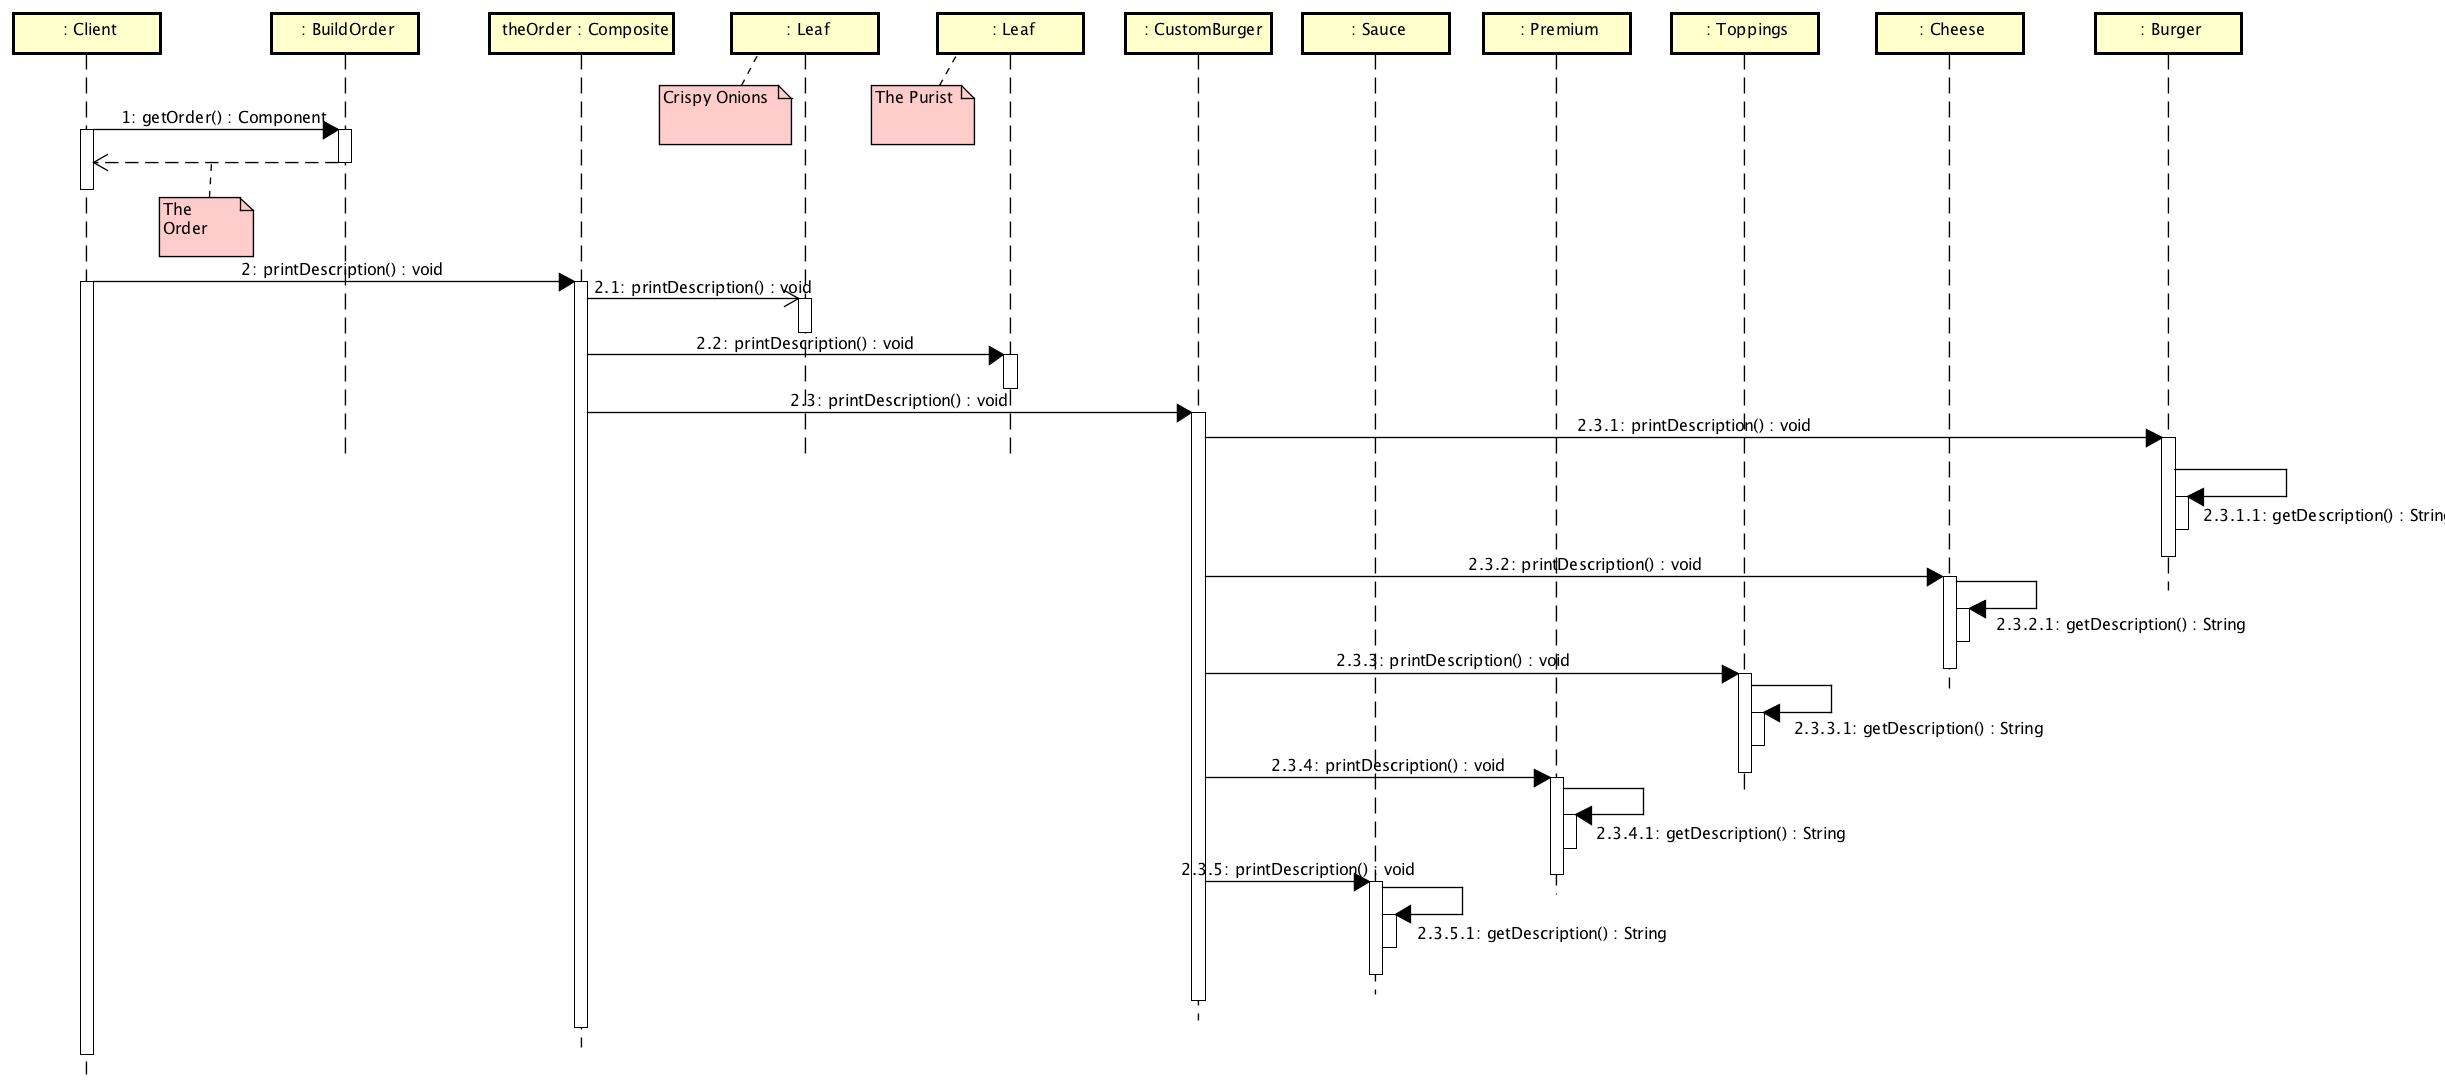 : Client
: BuildOrder
theOrder : Composite
: Leaf
: Leaf
: CustomBurger
: Sauce
: Premium
: Toppings
: Cheese
: Burger
Crispy Onions
The Purist
1: getOrder() : Component
The
Order
2: printDescription() : void
2.1: printDescription() : void
2.2: printDescription() : void
2.3: printDescription() : void
2.3.1: printDescription() : void
2.3.1.1: getDescription() : String
2.3.2: printDescription() : void
2.3.2.1: getDescription() : String
2.3.3: printDescription() : void
2.3.3.1: getDescription() : String
2.3.4: printDescription() : void
2.3.4.1: getDescription() : String
2.3.5: printDescription() : void
2.3.5.1: getDescription() : String